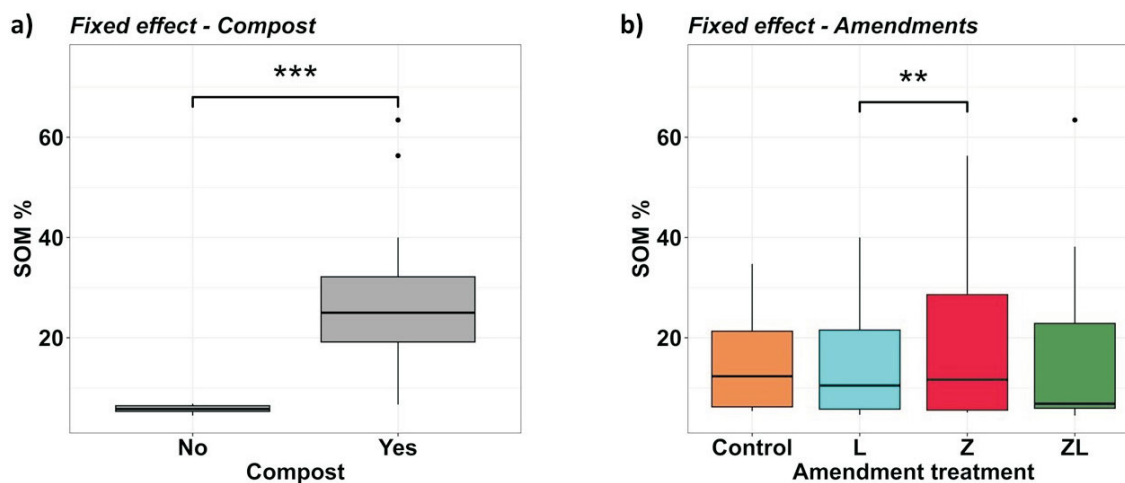 a)
Fixed effect - Compost
***
60
40
20
SOM %
No Yes
Compost
b)
Fixed effect - Amendments
**
60
40
20
SOM %
Control L Z ZL
Amendment treatment